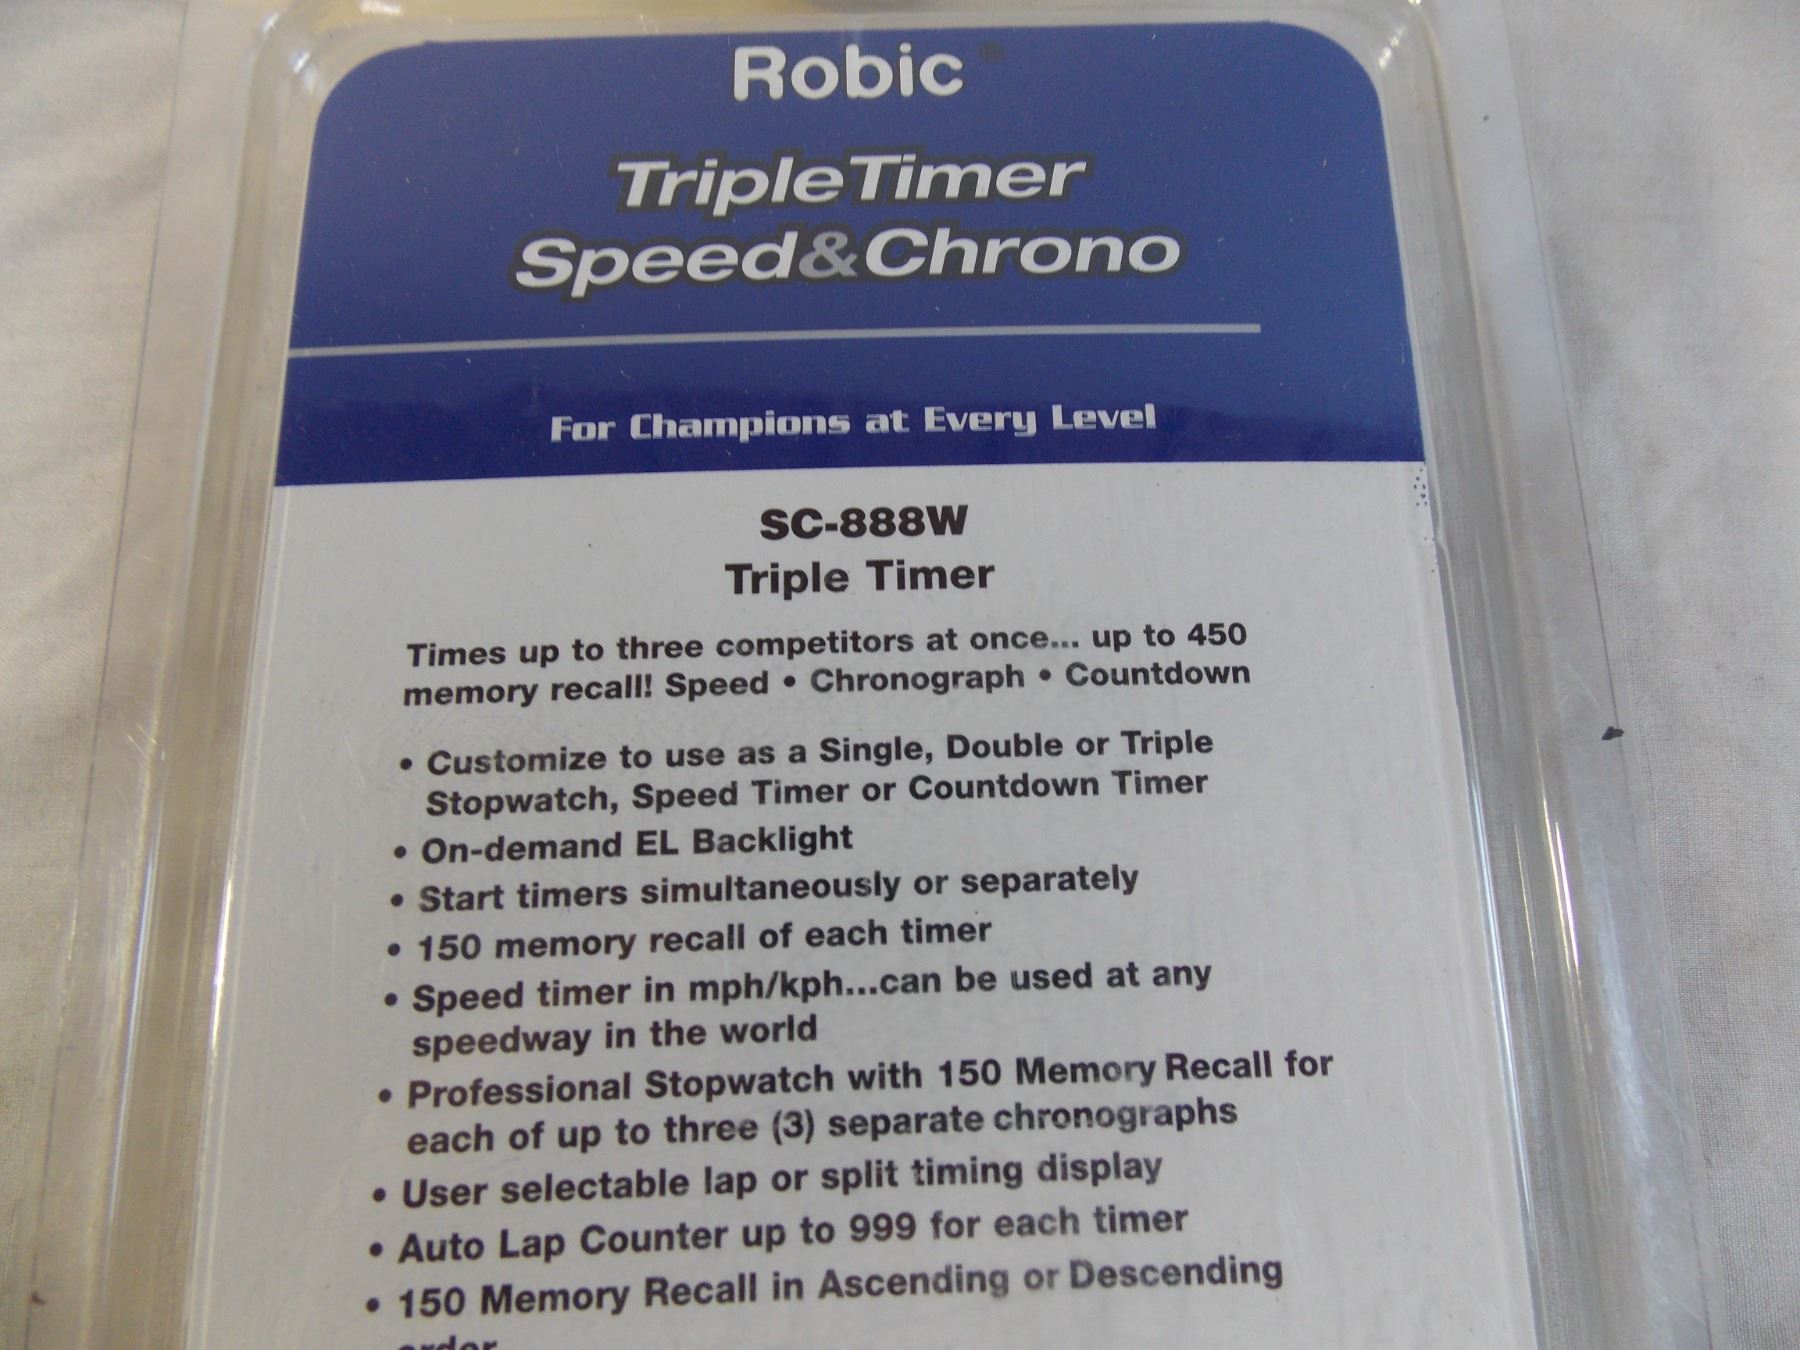 Robic
Triple Timer
Speed&Chrono
For Champions at Every Level
SC-888W
Triple Timer
Times up to three competitors at once... up to 450
memory recall! Speed • Chronograph • Countdown
• Customize to use as a Single, Double or Triple
Stopwatch, Speed Timer or Countdown Timer
• On-demand EL Backlight
• Start timers simultaneously or separately
• 150 memory recall of each timer
• Speed timer in mph/kph...can be used at any
speedway in the world
• Professional Stopwatch with 150 Memory Recall for
each of up to three (3) separate chronographs
• User selectable lap or split timing display
• Auto Lap Counter up to 999 for each timer
• 150 Memory Recall in Ascending or Descending
order